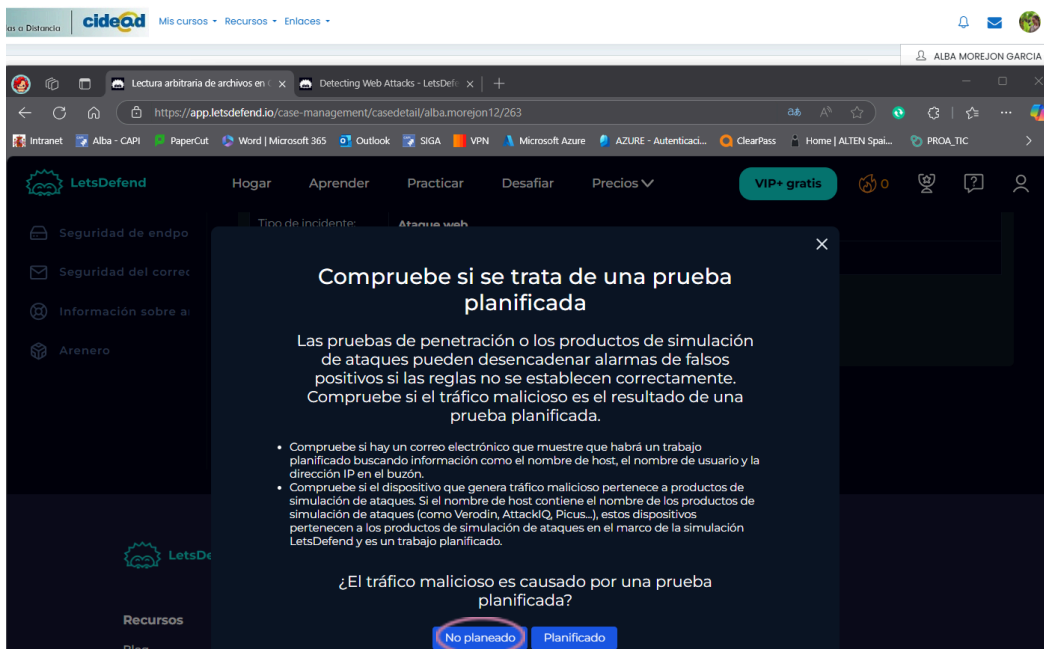 as a Distancia
cidead
Mis cursos
Recursos
Enlaces
ALBA MOREJON GARCIA
Lectura arbitraria de archivos en
Detecting Web Attacks - LetsDefe
https://app.letsdefend.io/case-management/casedetail/alba.morejon12/263
Intranet
Alba - CAPI
PaperCut
Word | Microsoft 365
Outlook
SIGA
VPN
Microsoft Azure
AZURE - Autenticaci...
ClearPass
Home | ALTEN Spai...
PROA_TIC
LetsDefend
Hogar
Aprender
Practicar
Desafiar
Precios
VIP+ gratis
0
Tipo de incidente:
Ataque web
Seguridad de endpo
Seguridad del correc
Información sobre a
Arenero
Compruebe si se trata de una prueba
planificada
Las pruebas de penetración o los productos de simulación
de ataques pueden desencadenar alarmas de falsos
positivos si las reglas no se establecen correctamente.
Compruebe si el tráfico malicioso es el resultado de una
prueba planificada.
• Compruebe si hay un correo electrónico que muestre que habrá un trabajo
planificado buscando información como el nombre de host, el nombre de usuario y la
dirección IP en el buzón.
• Compruebe si el dispositivo que genera tráfico malicioso pertenece a productos de
simulación de ataques. Si el nombre de host contiene el nombre de los productos de
simulación de ataques (como Verodin, AttackIQ, Picus...), estos dispositivos
pertenecen a los productos de simulación de ataques en el marco de la simulación
LetsDefend y es un trabajo planificado.
¿El tráfico malicioso es causado por una prueba
planificada?
No planeado
Planificado
LetsDe
Recursos